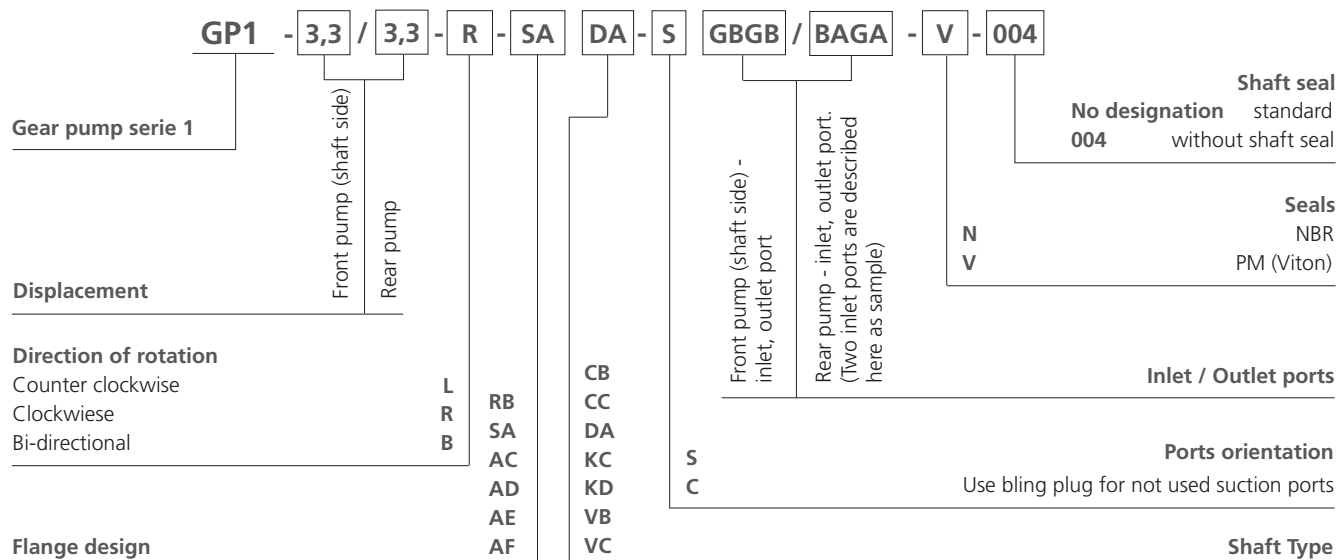 GP1 - 3,3 / 3,3 - R - SA DA - S GBGB / BAGA - V - 004
Gear pump serie 1
Front pump (shaft side)
Rear pump
Displacement
Direction of rotation
Counter clockwise L
Clockwiese R
Bi-directional B
Flange design
RB
SA
AC
AD
AE
AF
CB
CC
DA
KC
KD
VB
VC
Shaft Type
S
C
Ports orientation
Use bling plug for not used suction ports
Front pump (shaft side) -
inlet, outlet port
Rear pump - inlet, outlet port.
(Two inlet ports are described
here as sample)
Inlet / Outlet ports
Seals
N NBR
V PM (Viton)
Shaft seal
No designation standard
004 without shaft seal